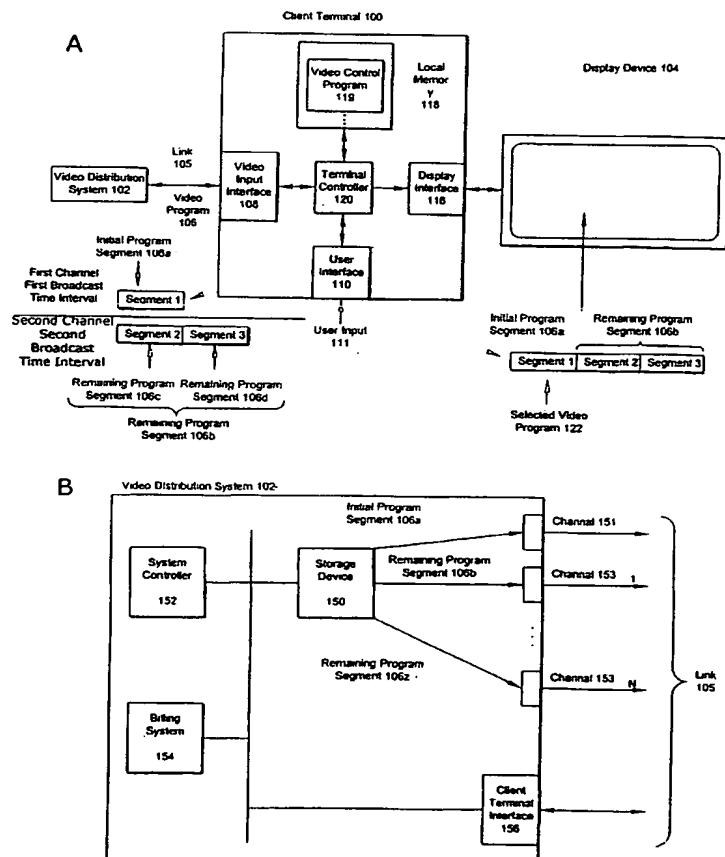 Client Terminal 100
A
Video Control
Program
119
Local
Memor
y
118
Display Device 104
Link
105
Video Distribution
System 102
Video
Program
106
Video
Input
Interface
108
Terminal
Controller
120
Display
Interface
116
Initial Program
Segment 106a
First Channel
First Broadcast
Time Interval
Segment 1
User
Interface
110
User Input
111
Second Channel
Second
Broadcast
Time Interval
Segment 2
Segment 3
Remaining Program
Segment 106c
Remaining Program
Segment 106d
Remaining Program
Segment 106b
Initial Program
Segment 106a
Remaining Program
Segment 106b
Segment 1
Segment 2
Segment 3
Selected Video
Program 122
B
Video Distribution System 102
Initial Program
Segment 106a
Channel 151
System
Controller
152
Storage
Device
150
Remaining Program
Segment 106b
Channel 153
1
Remaining Program
Segment 106z
Channel 153
N
Link
105
Billing
System
154
Client
Terminal
Interface
156